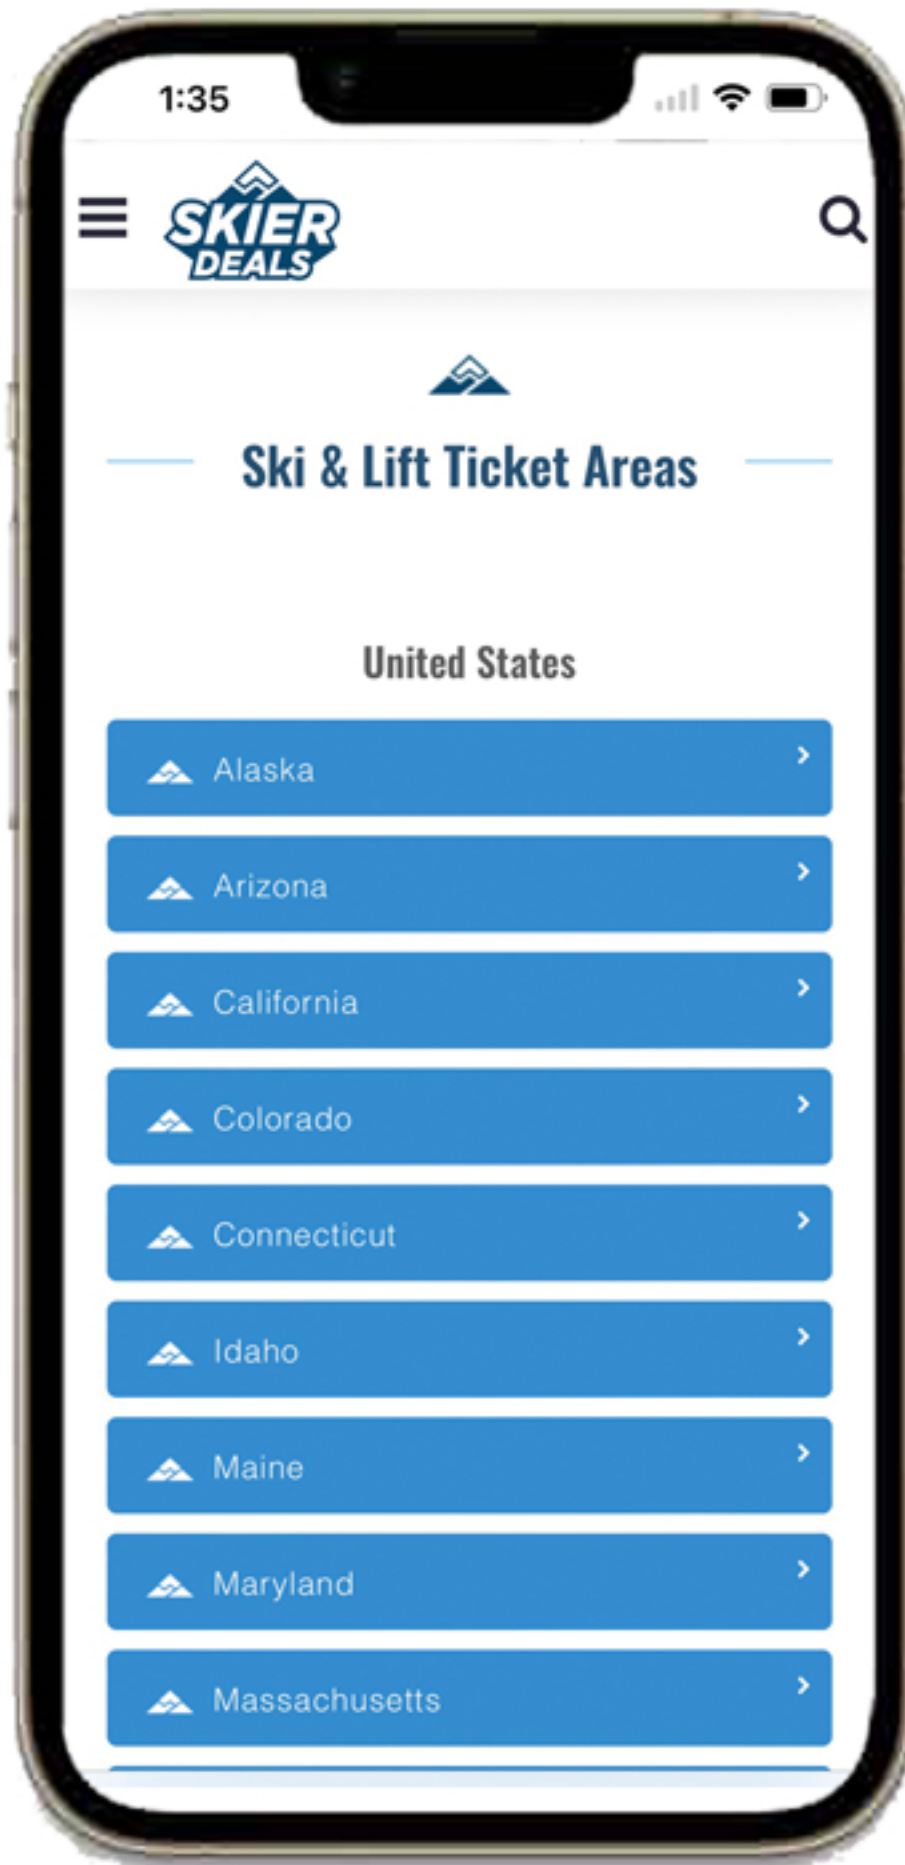 1:35
SKIER
DEALS
Ski & Lift Ticket Areas
United States
Alaska
Arizona
California
Colorado
Connecticut
Idaho
Maine
Maryland
Massachusetts